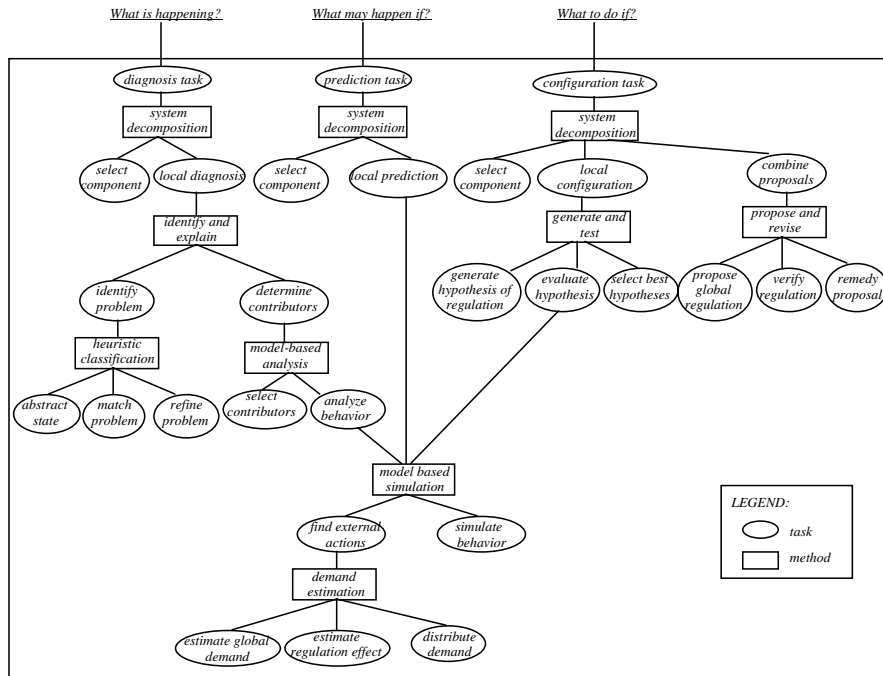 What is happening?
What may happen if?
What to do if?
diagnosis task
prediction task
configuration task
system
decomposition
system
decomposition
system
decomposition
select
component
local diagnosis
select
component
local prediction
select
component
local
configuration
combine
proposals
identify and
explain
generate and
test
propose and
revise
identify
problem
determine
contributors
generate
hypothesis of
regulation
evaluate
hypothesis
select best
hypotheses
propose
global
regulation
verify
regulation
remedy
proposal
heuristic
classification
model-based
analysis
abstract
state
match
problem
refine
problem
select
contributors
analyze
behavior
model based
simulation
find external
actions
simulate
behavior
LEGEND:
task
method
demand
estimation
estimate global
demand
estimate
regulation effect
distribute
demand